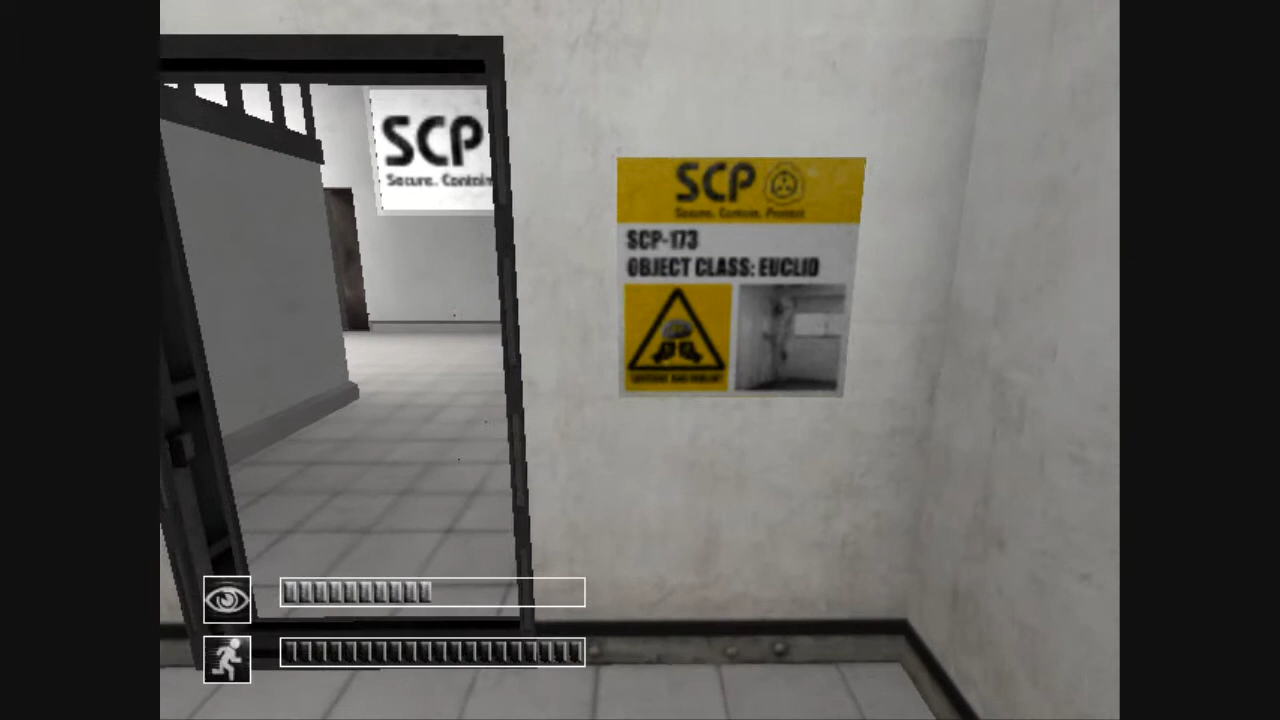 SCP
Secure. Contain
SCP
Secure. Contain. Protect
SCP-173
OBJECT CLASS: EUCLID